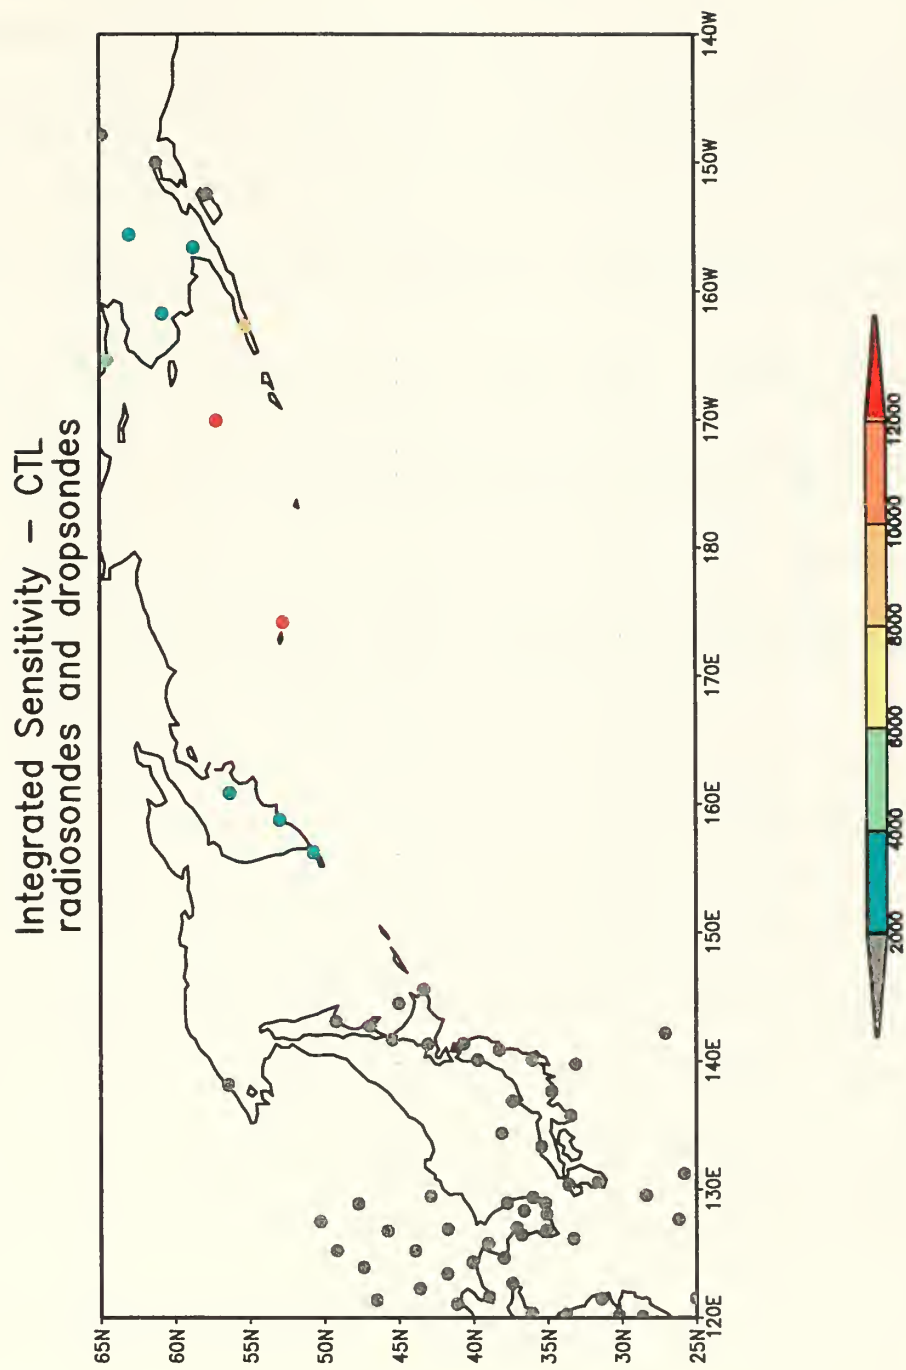 Integrated Sensitivity – CTL
radiosondes and dropsondes
65N
60N
55N
50N
45N
40N
35N
30N
25N
120E
130E
140E
150E
160E
170E
180
170W
160W
150W
140W
2000
4000
6000
8000
10000
12000